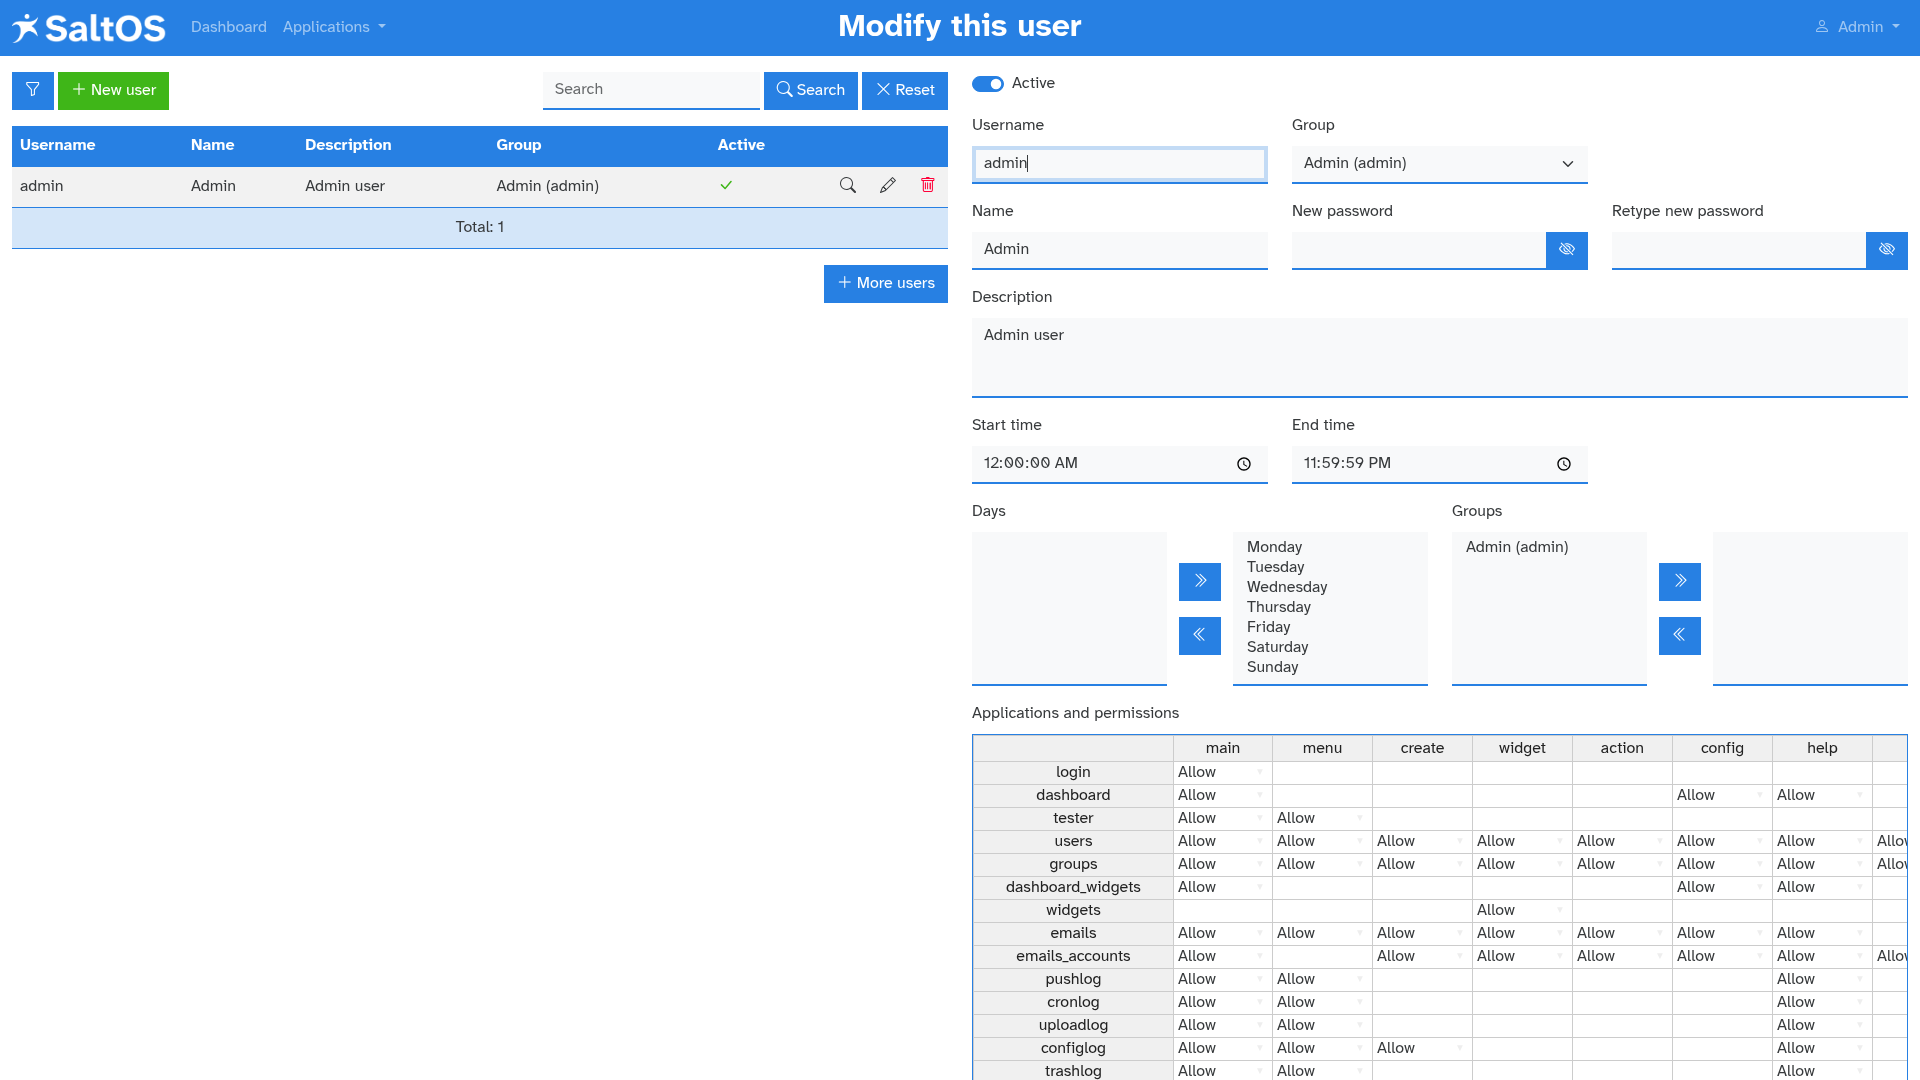 SaltOS Dashboard Applications Modify this user Admin
New user Search Search Reset
Username Name Description Group Active
admin Admin Admin user Admin (admin)
Total: 1
More users
Active
Username Group
admin Admin (admin)
Name New password Retype new password
Admin
Description
Admin user
Start time End time
12:00:00 AM 11:59:59 PM
Days Groups
Monday Admin (admin)
Tuesday
Wednesday
Thursday
Friday
Saturday
Sunday
Applications and permissions
main menu create widget action config help
login Allow
dashboard Allow Allow Allow
tester Allow Allow
users Allow Allow Allow Allow Allow Allow Allow Allow
groups Allow Allow Allow Allow Allow Allow Allow Allow
dashboard_widgets Allow Allow Allow
widgets Allow
emails Allow Allow Allow Allow Allow Allow Allow
emails_accounts Allow Allow Allow Allow Allow Allow Allow
pushlog Allow Allow Allow
cronlog Allow Allow Allow
uploadlog Allow Allow Allow
configlog Allow Allow Allow Allow
trashlog Allow Allow Allow